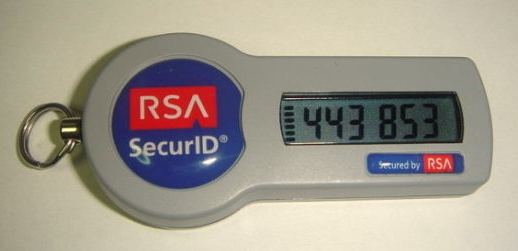 RSA
SecurID®
443 853
Secured by RSA